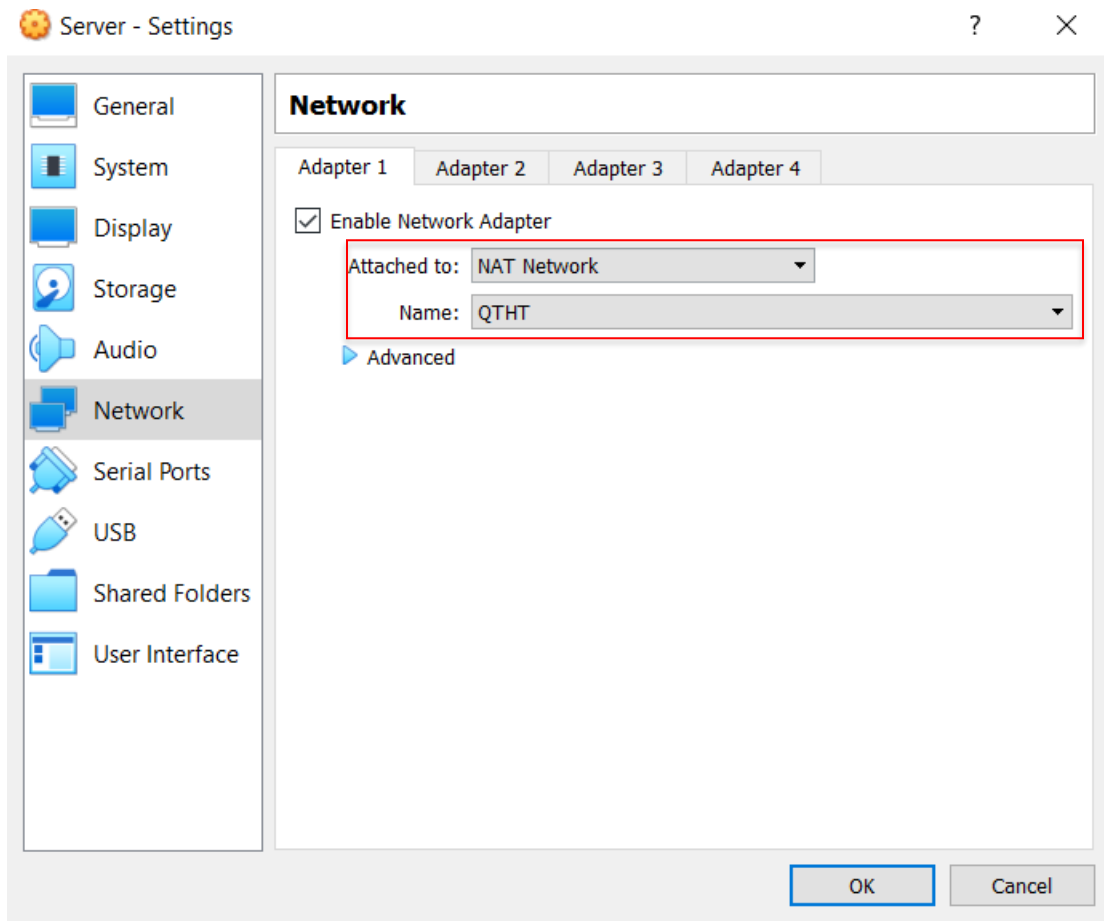 Server - Settings
?
General
System
Display
Storage
Audio
Network
Serial Ports
USB
Shared Folders
User Interface
Network
Adapter 1
Adapter 2
Adapter 3
Adapter 4
Enable Network Adapter
Attached to: NAT Network
Name: QTHT
Advanced
OK
Cancel